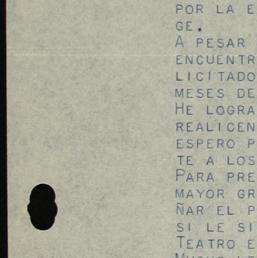 POR LA E
GE.
A PESAR
ENCUENTR
LICITADO
MESES DE
HE LOGRA
REALICEN
ESPERO P
TE A LOS
PARA PRE
MAYOR GR
ÑAR EL P
SI LE SI
TEATRO E